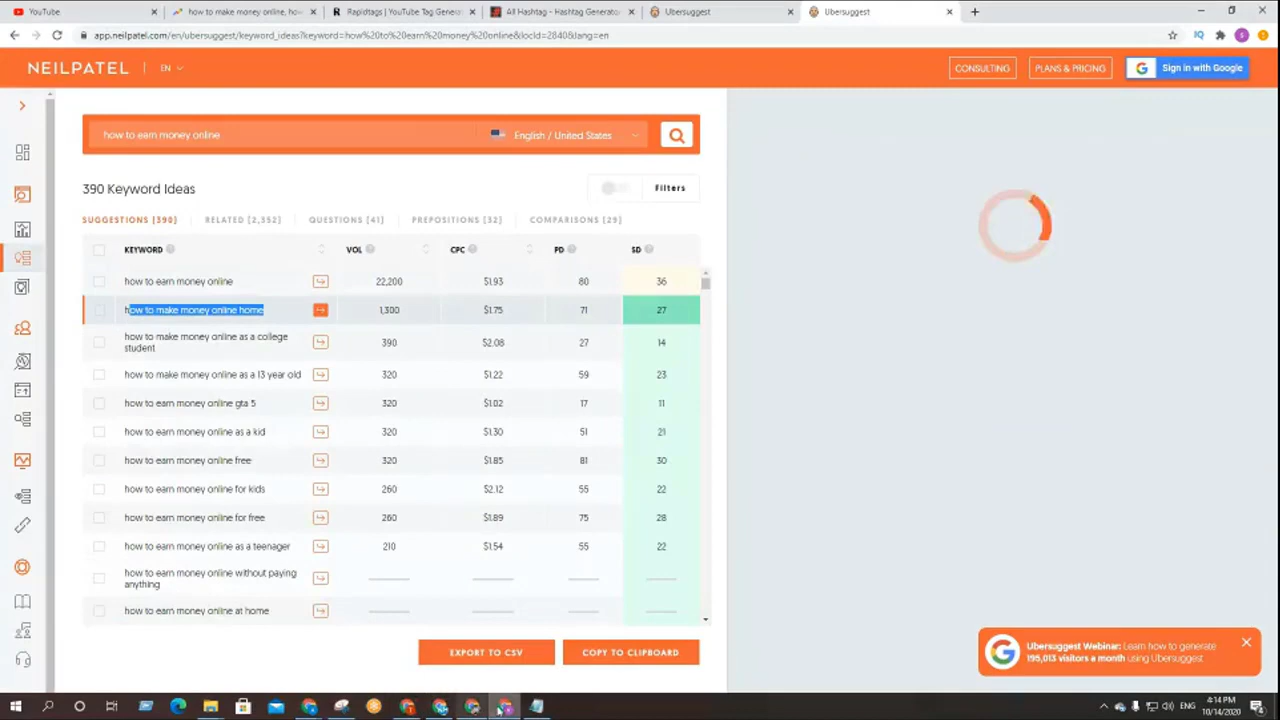 YouTube
how to make money online, how
Rapidtags | YouTube Tag Generat
All Hashtag - Hashtag Generator
Ubersuggest
Ubersuggest
app.neilpatel.com/en/ubersuggest/keyword_ideas?keyword=how%20to%20earn%20money%20online&locId=2840&lang=en
NEILPATEL
EN
CONSULTING
PLANS & PRICING
Sign in with Google
how to earn money online
English / United States
390 Keyword Ideas
Filters
SUGGESTIONS [390] RELATED [2,352] QUESTIONS [41] PREPOSITIONS [32] COMPARISONS [29]
KEYWORD VOL CPC PD SD
how to earn money online 22,200 $1.93 80 36
how to make money online home 1,300 $1.75 71 27
how to make money online as a college
student 390 $2.08 27 14
how to make money online as a 13 year old 320 $1.22 59 23
how to earn money online gta 5 320 $1.02 17 11
how to earn money online as a kid 320 $1.30 51 21
how to earn money online free 320 $1.85 81 30
how to earn money online for kids 260 $2.12 55 22
how to earn money online for free 260 $1.89 75 28
how to earn money online as a teenager 210 $1.54 55 22
how to earn money online without paying
anything
how to earn money online at home
EXPORT TO CSV
COPY TO CLIPBOARD
Ubersuggest Webinar: Learn how to generate
195,013 visitors a month using Ubersuggest
ENG
4:14 PM
10/14/2020